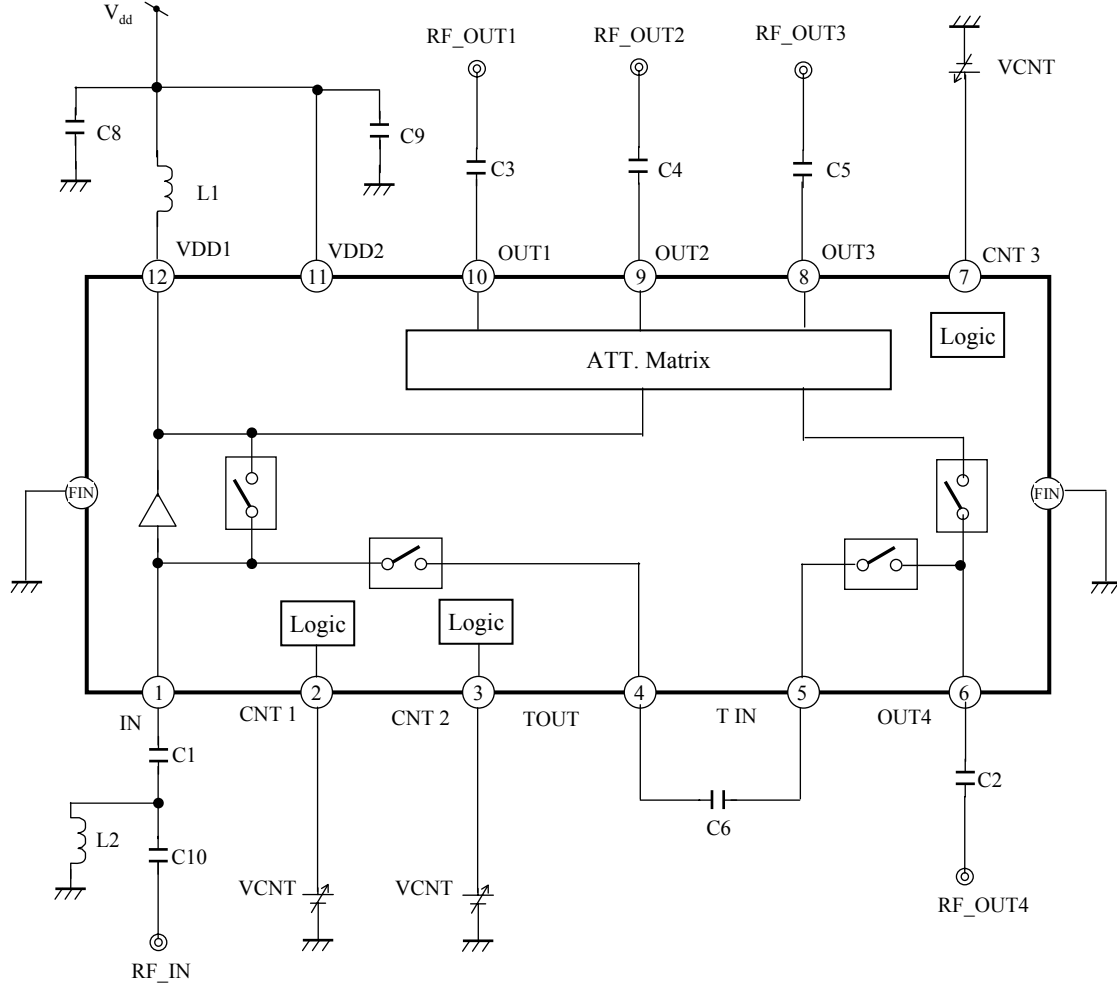 Vdd
RF_OUT1
RF_OUT2
RF_OUT3
VCNT
C8
C9
C3
C4
C5
L1
VDD1
VDD2
OUT1
OUT2
OUT3
CNT 3
12
11
10
9
8
7
Logic
ATT. Matrix
FIN
FIN
Logic
Logic
1
2
3
4
5
6
IN
CNT 1
CNT 2
TOUT
T IN
OUT4
C1
C2
C6
L2
C10
VCNT
VCNT
RF_OUT4
RF_IN